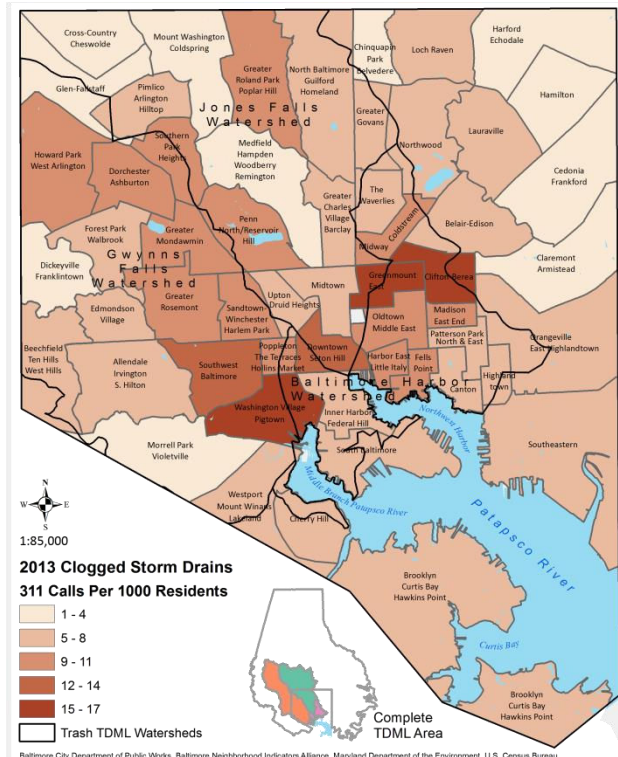 Cross-Country
Cheswolde
Mount Washington
Coldspring
Greater
Roland Park
Poplar Hill
North Baltimore
Guilford
Homeland
Chinquapin
Park
Belvedere
Loch Raven
Harford
Echodale
Glen-Fallstaff
Pimlico
Arlington
Hilltop
Jones Falls
Watershed
Greater
Govans
Hamilton
Howard Park
West Arlington
Southern
Park
Heights
Dorchester
Ashburton
Medfield
Hampden
Woodberry
Remington
Northwood
Lauraville
Cedonia
Frankford
Forest Park
Walbrook
Greater
Mondawmin
Penn
North/Reservoir
Hill
Greater
Charles
Village
Barclay
The
Waverlies
Coldstream
Belair-Edison
Midway
Dickeyville
Franklintown
Gwynns
Falls
Watershed
Claremont
Armistead
Greater
Rosemont
Sandtown-
Winchester
Harlem Park
Upton
Druid Heights
Midtown
Greenmount
East
Clifton-Berea
Edmondson
Village
Oldtown
Middle East
Madison
East End
Patterson Park
North & East
Orangeville
East Highlandtown
Beechfield
Ten Hills
West Hills
Allendale
Irvington
S. Hilton
Southwest
Baltimore
Poppleton
The Terraces
Hollins Market
Downtown
Seton Hill
Harbor East
Little Italy
Fells
Point
Canton
Highland
town
Baltimore Harbor
Watershed
Washington Village
Pigtown
Inner Harbor
Federal Hill
Northwest Harbor
Morrell Park
Violetville
South Baltimore
Southeastern
Middle Branch Patapsco River
Westport
Mount Winans
Lakeland
Cherry Hill
Patapsco River
Brooklyn
Curtis Bay
Hawkins Point
Curtis Bay
Brooklyn
Curtis Bay
Hawkins Point
N
W E
S
1:85,000
2013 Clogged Storm Drains
311 Calls Per 1000 Residents
1 - 4
5 - 8
9 - 11
12 - 14
15 - 17
Trash TDML Watersheds
Complete
TDML Area
Baltimore City Department of Public Works, Baltimore Neighborhood Indicators Alliance, Maryland Department of the Environment, U.S. Census Bureau